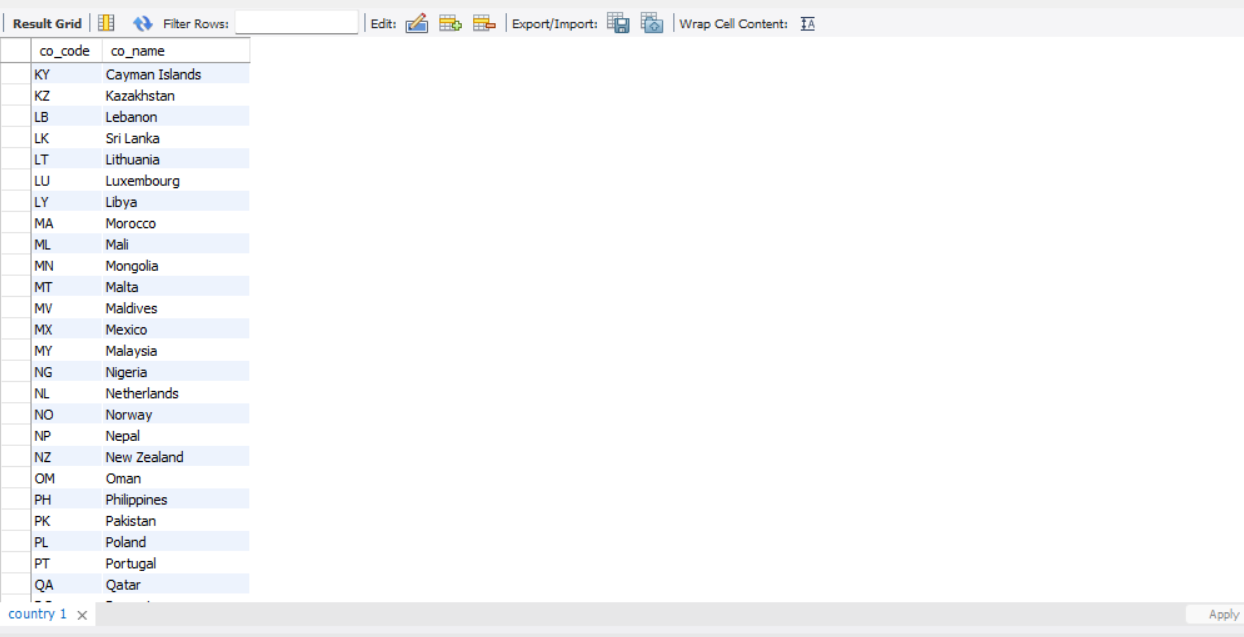 Result Grid Filter Rows: Edit: Export/Import: Wrap Cell Content: IA
co_code co_name
KY Cayman Islands
KZ Kazakhstan
LB Lebanon
LK Sri Lanka
LT Lithuania
LU Luxembourg
LY Libya
MA Morocco
ML Mali
MN Mongolia
MT Malta
MV Maldives
MX Mexico
MY Malaysia
NG Nigeria
NL Netherlands
NO Norway
NP Nepal
NZ New Zealand
OM Oman
PH Philippines
PK Pakistan
PL Poland
PT Portugal
QA Qatar
country 1 Apply